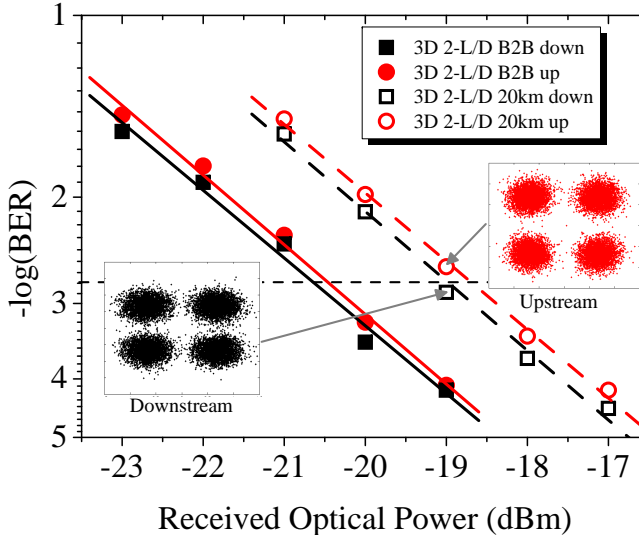 1
3D 2-L/D B2B down
3D 2-L/D B2B up
3D 2-L/D 20km down
3D 2-L/D 20km up
2
-log(BER)
3
Upstream
4
Downstream
5
-23 -22 -21 -20 -19 -18 -17
Received Optical Power (dBm)